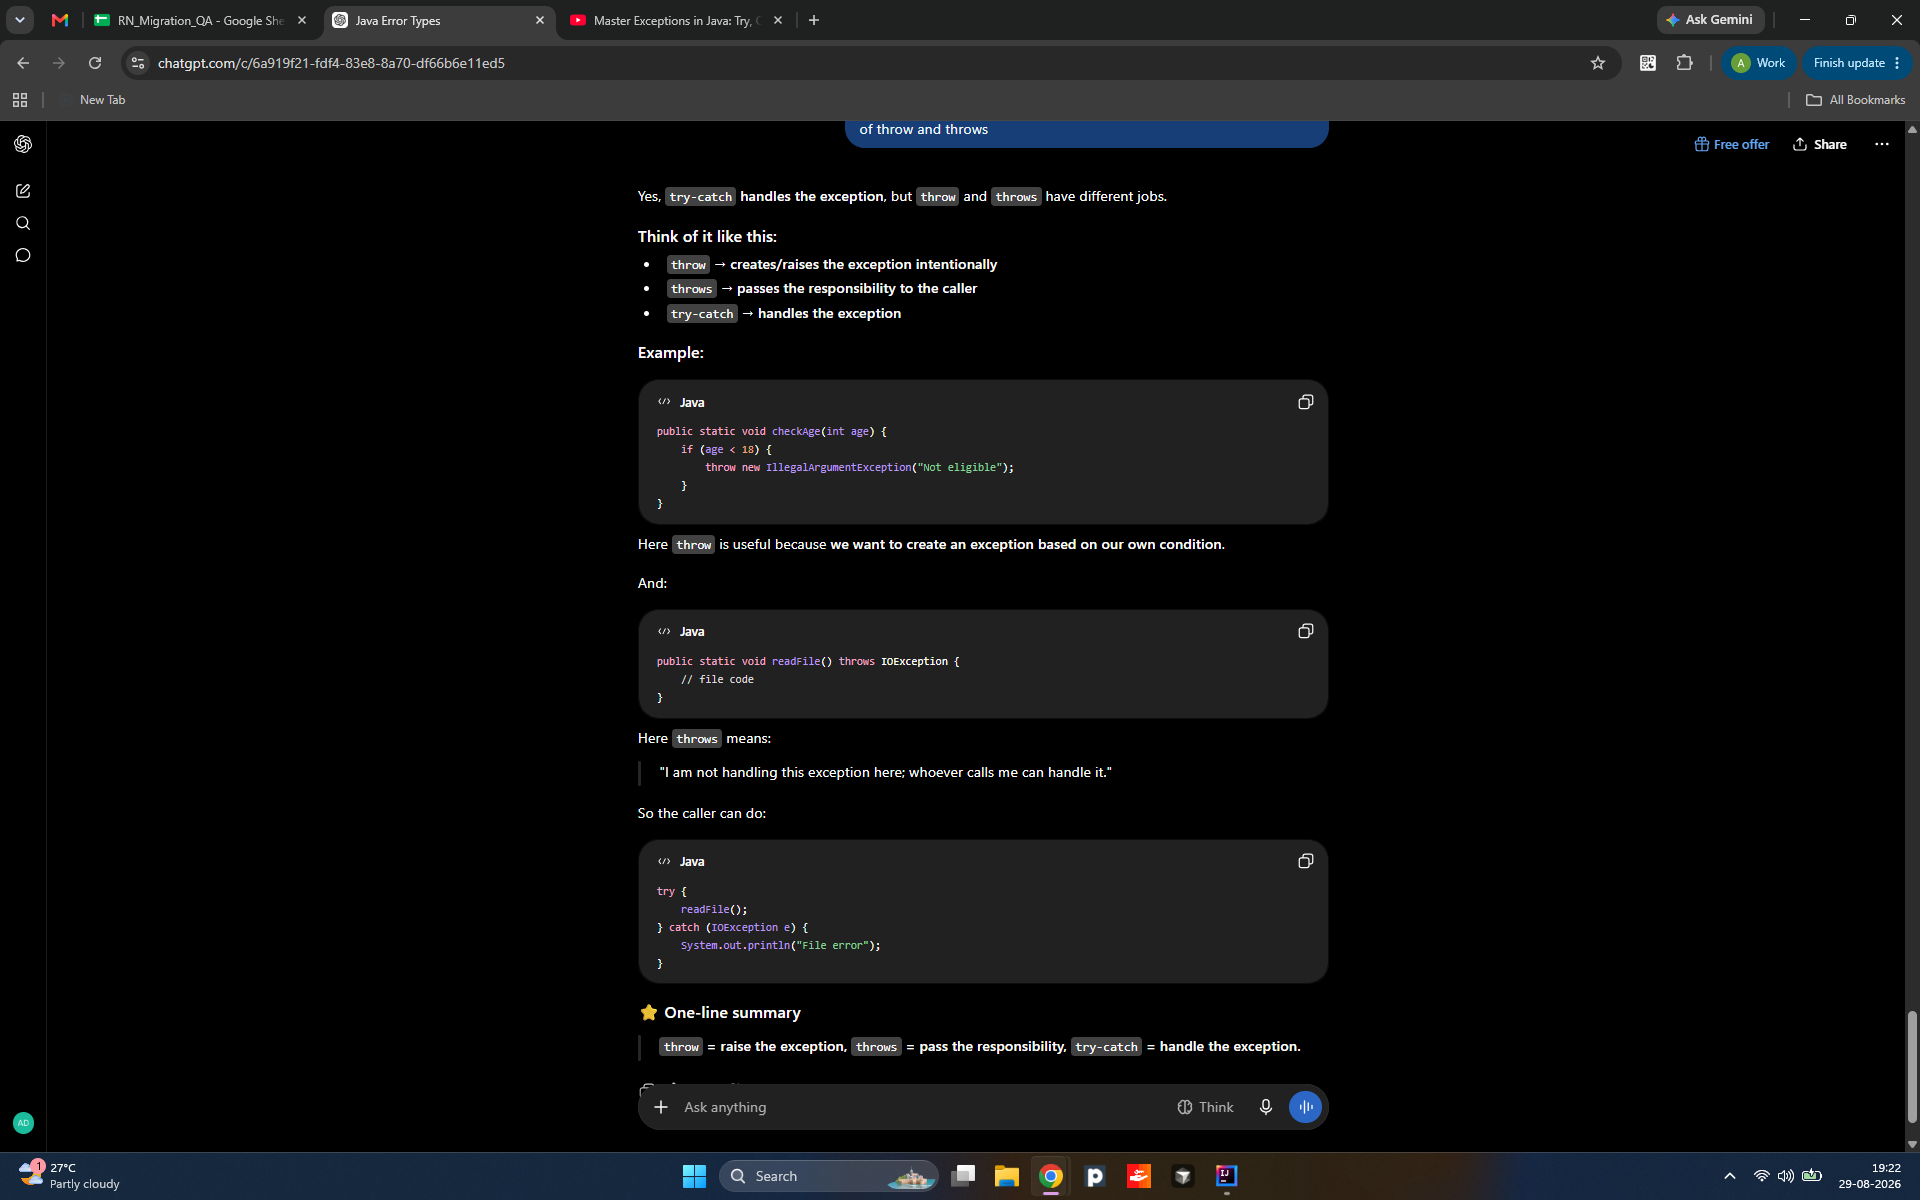 RN_Migration_QA - Google She
Java Error Types
Master Exceptions in Java: Try, C
Ask Gemini
chatgpt.com/c/6a919f21-fdf4-83e8-8a70-df66b6e11ed5
A Work
Finish update
New Tab
All Bookmarks
of throw and throws
Free offer
Share
Yes, try-catch handles the exception, but throw and throws have different jobs.
Think of it like this:
• throw → creates/raises the exception intentionally
• throws → passes the responsibility to the caller
• try-catch → handles the exception
Example:
Java
public static void checkAge(int age) {
if (age < 18) {
throw new IllegalArgumentException("Not eligible");
}
}
Here throw is useful because we want to create an exception based on our own condition.
And:
Java
public static void readFile() throws IOException {
// file code
}
Here throws means:
"I am not handling this exception here; whoever calls me can handle it."
So the caller can do:
Java
try {
readFile();
} catch (IOException e) {
System.out.println("File error");
}
⭐ One-line summary
throw = raise the exception, throws = pass the responsibility, try-catch = handle the exception.
Ask anything
Think
AD
1
27°C
Partly cloudy
Search
19:22
29-08-2026